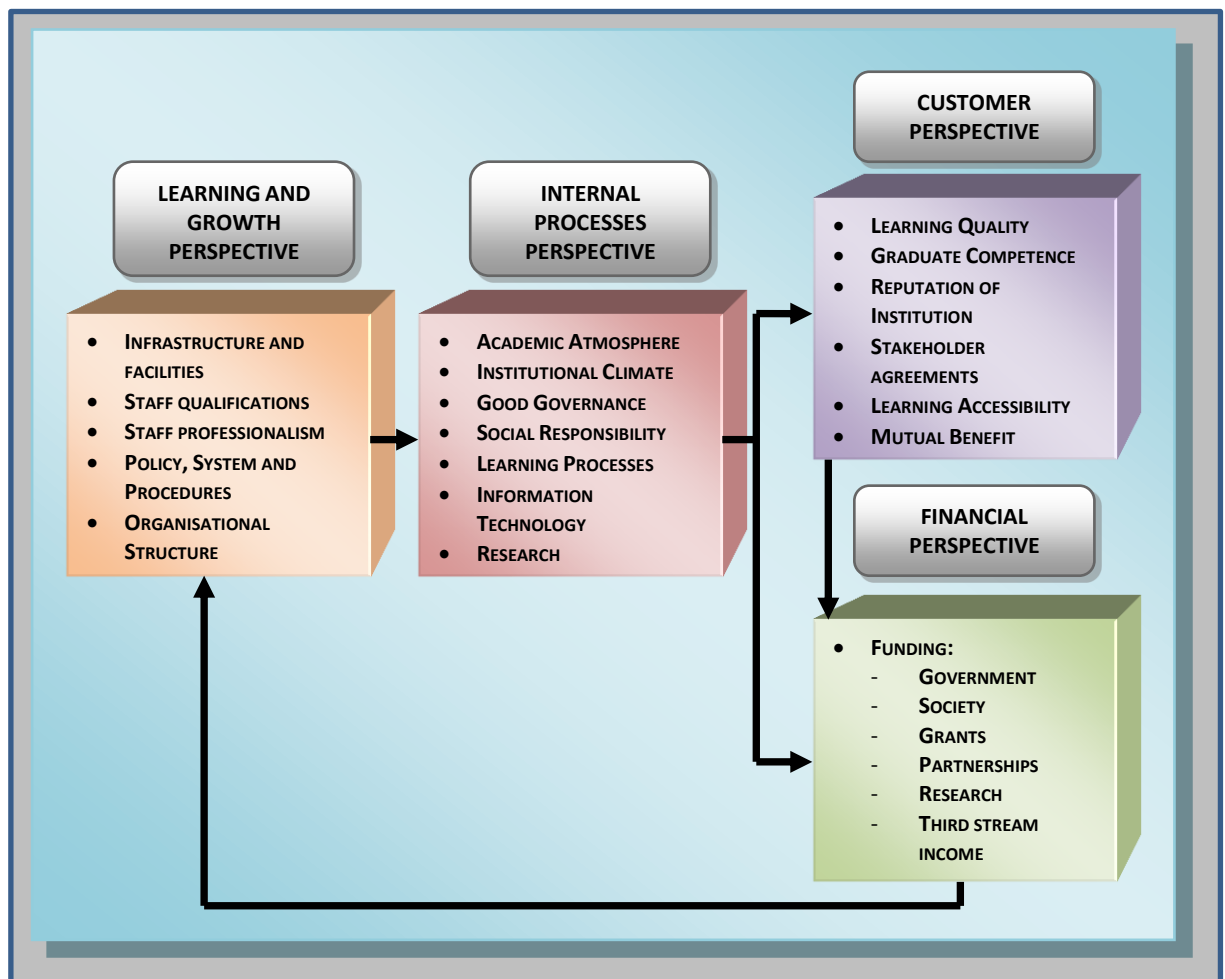 LEARNING AND
GROWTH
PERSPECTIVE
• INFRASTRUCTURE AND
FACILITIES
• STAFF QUALIFICATIONS
• STAFF PROFESSIONALISM
• POLICY, SYSTEM AND
PROCEDURES
• ORGANISATIONAL
STRUCTURE
INTERNAL
PROCESSES
PERSPECTIVE
• ACADEMIC ATMOSPHERE
• INSTITUTIONAL CLIMATE
• GOOD GOVERNANCE
• SOCIAL RESPONSIBILITY
• LEARNING PROCESSES
• INFORMATION
TECHNOLOGY
• RESEARCH
CUSTOMER
PERSPECTIVE
• LEARNING QUALITY
• GRADUATE COMPETENCE
• REPUTATION OF
INSTITUTION
• STAKEHOLDER
AGREEMENTS
• LEARNING ACCESSIBILITY
• MUTUAL BENEFIT
FINANCIAL
PERSPECTIVE
• FUNDING:
- GOVERNMENT
- SOCIETY
- GRANTS
- PARTNERSHIPS
- RESEARCH
- THIRD STREAM
INCOME